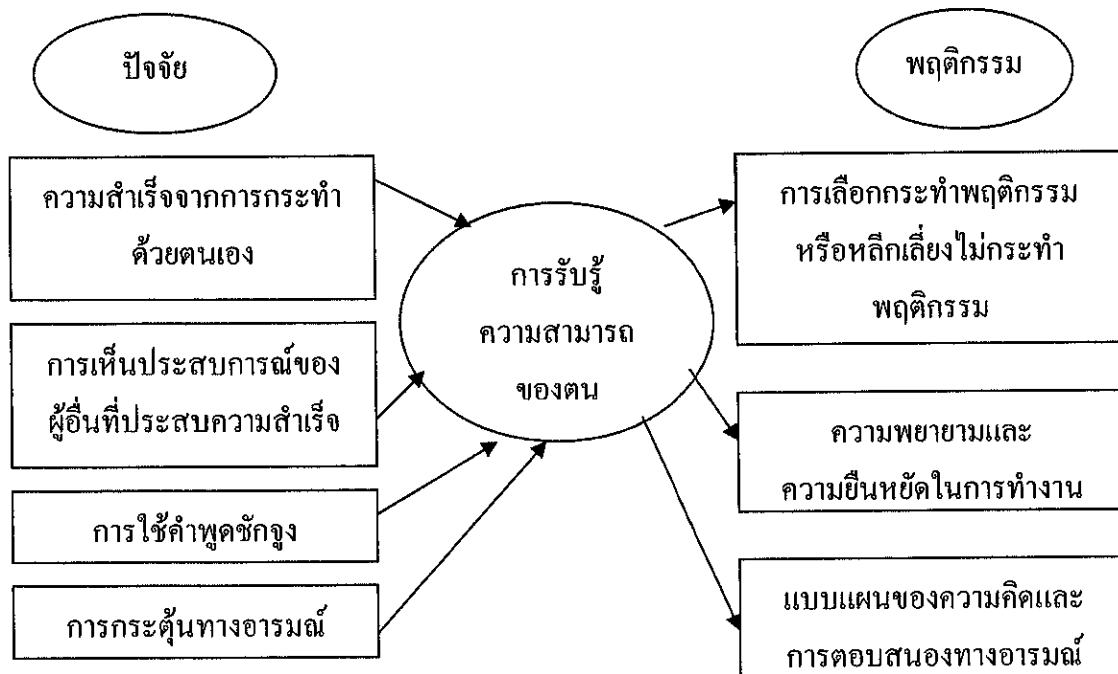 ปัจจัย
พฤติกรรม
ความสำเร็จจากการกระทำ
ด้วยตนเอง
การเห็นประสบการณ์ของ
ผู้อื่นที่ประสบความสำเร็จ
การใช้คำพูดชักจูง
การกระตุ้นทางอารมณ์
การรับรู้
ความสามารถ
ของตน
การเลือกกระทำพฤติกรรม
หรือหลีกเลี่ยงไม่กระทำ
พฤติกรรม
ความพยายามและ
ความยืนหยัดในการทำงาน
แบบแผนของความคิดและ
การตอบสนองทางอารมณ์